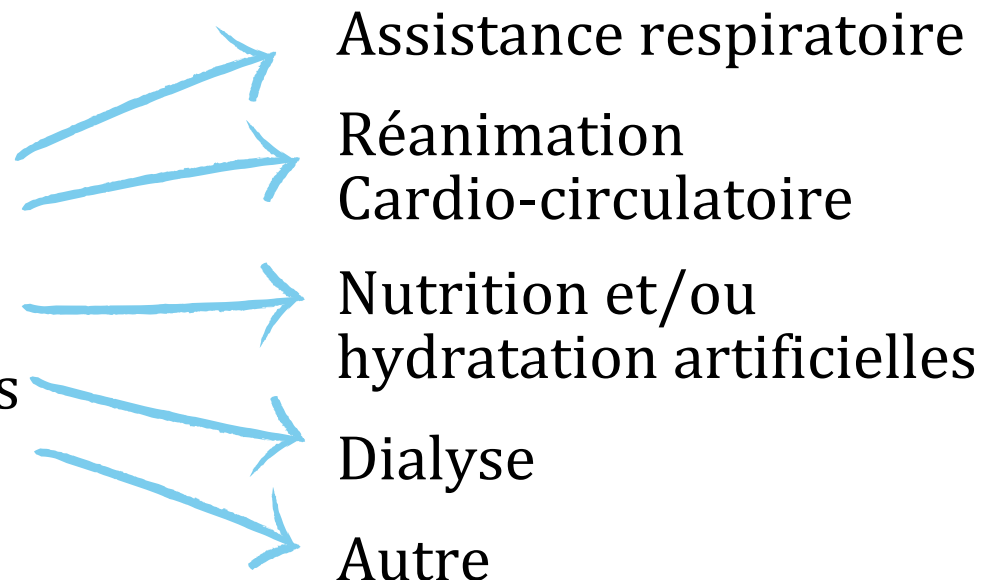 Assistance respiratoire
Réanimation
Cardio-circulatoire
Nutrition et/ou
hydratation artificielles
s
Dialyse
Autre